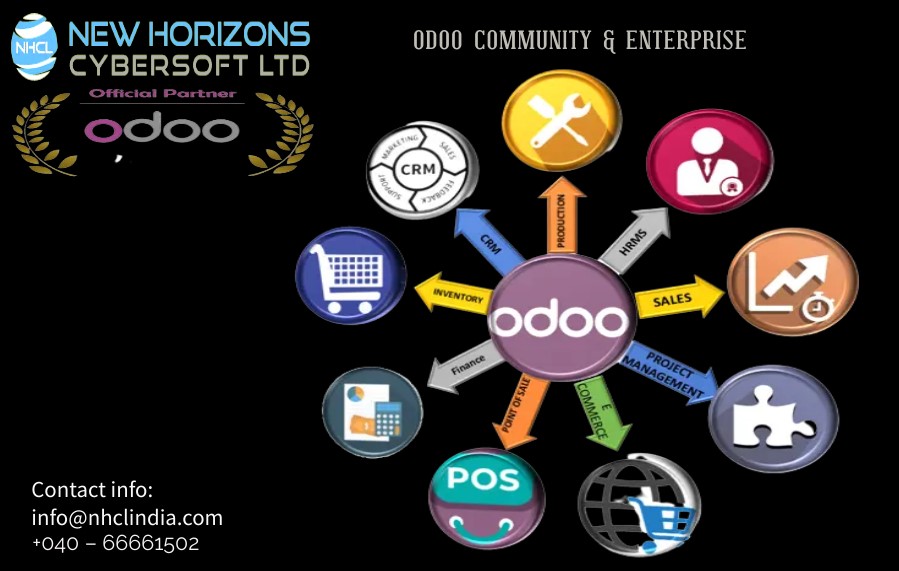 NHCL
NEW HORIZONS
CYBERSOFT LTD
Official Partner
odoo
ODOO COMMUNITY & ENTERPRISE
MARKETING
SALES
CRM
SUPPORT
FEEDBACK
PRODUCTION
CRM
HRMS
INVENTORY
SALES
odoo
Finance
PROJECT
MANAGEMENT
POINT OF SALE
E
COMMERCE
POS
Contact info:
info@nhclindia.com
+040 – 66661502